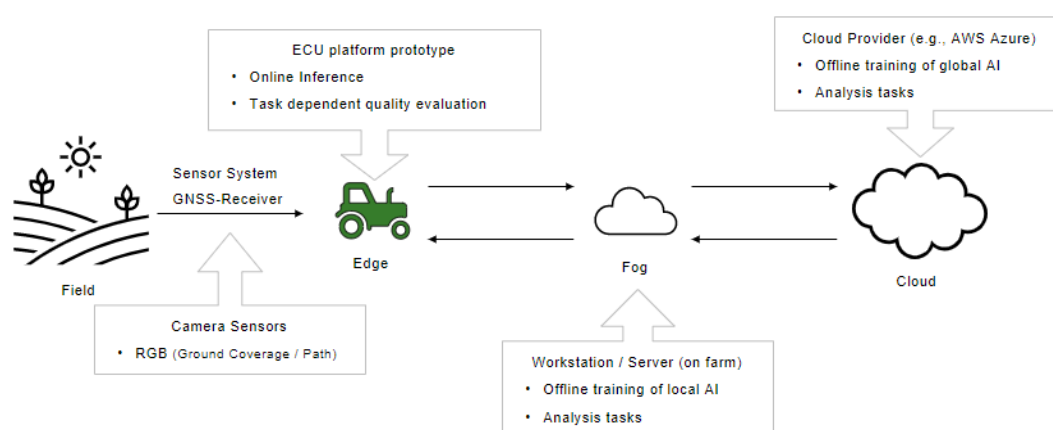 ECU platform prototype
• Online Inference
• Task dependent quality evaluation
Cloud Provider (e.g., AWS Azure)
• Offline training of global AI
• Analysis tasks
Sensor System
GNSS-Receiver
Field
Edge
Fog
Cloud
Camera Sensors
• RGB (Ground Coverage / Path)
Workstation / Server (on farm)
• Offline training of local AI
• Analysis tasks